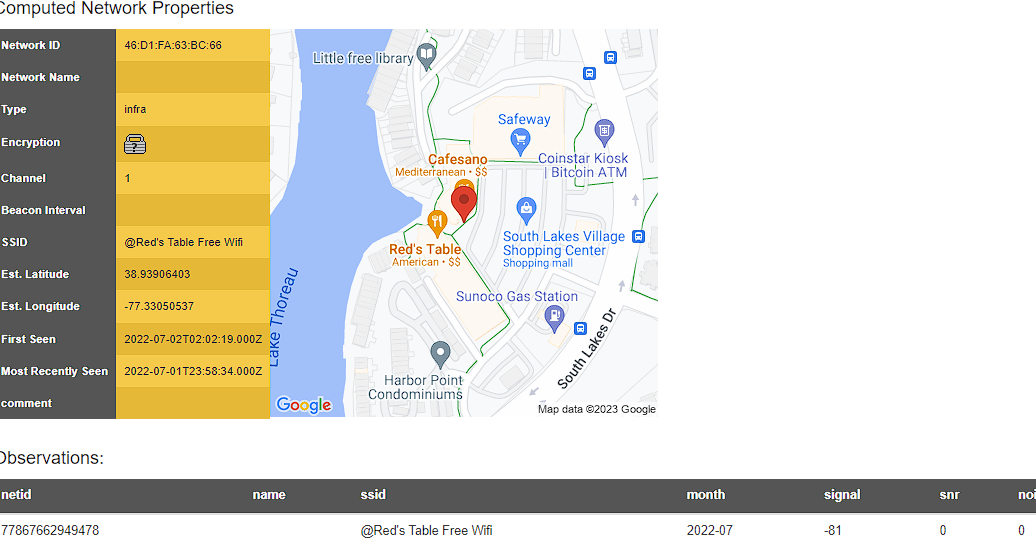 Computed Network Properties
Network ID 46:D1:FA:63:BC:66
Network Name
Type infra
Encryption ?
Channel 1
Beacon Interval
SSID @Red's Table Free Wifi
Est. Latitude 38.93906403
Est. Longitude -77.33050537
First Seen 2022-07-02T02:02:19.000Z
Most Recently Seen 2022-07-01T23:58:34.000Z
comment
Little free library
Safeway
Cafesano
Mediterranean • $$
Coinstar Kiosk
| Bitcoin ATM
Red's Table
American • $$
South Lakes Village
Shopping Center
Shopping mall
Sunoco Gas Station
Lake Thoreau
South Lakes Dr
Harbor Point
Condominiums
Google
Map data ©2023 Google
Observations:
netid name ssid month signal snr noi
77867662949478 @Red's Table Free Wifi 2022-07 -81 0 0